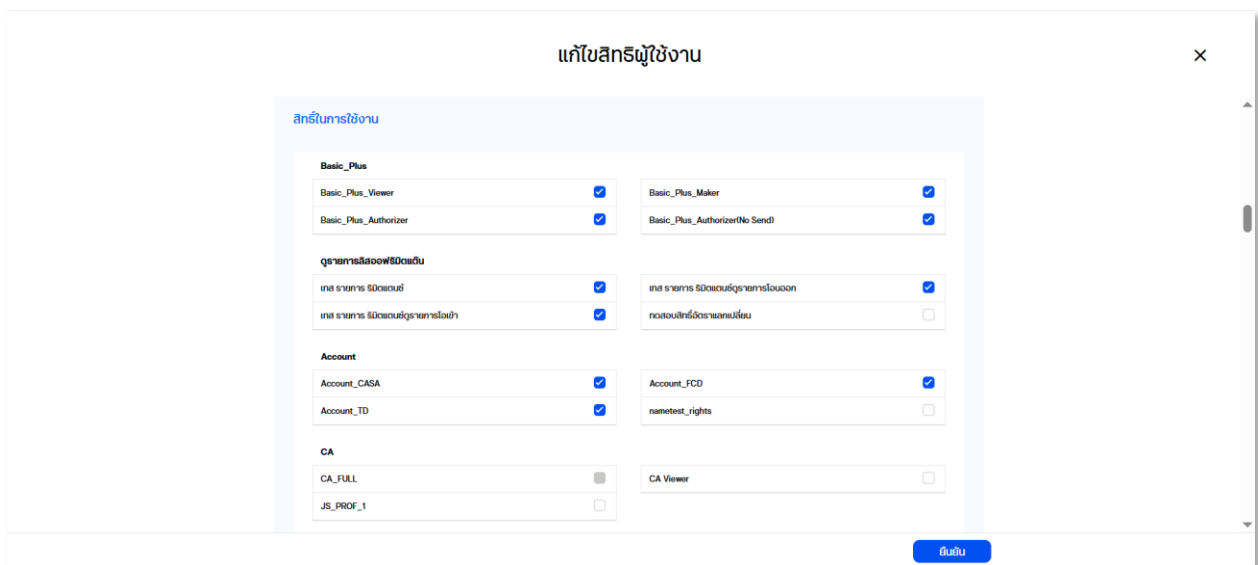 แก้ไขสิทธิผู้ใช้งาน
สิทธิ์ในการใช้งาน
Basic_Plus
Basic_Plus_Viewer
Basic_Plus_Maker
Basic_Plus_Authorizer
Basic_Plus_Authorizer(No Send)
ดูรายการลิสออฟริมิตแต๊น
เทส รายการ ริมิตแตนซ์
เทส รายการ ริมิตแตนซ์ดูรายการโอนออก
เทส รายการ ริมิตแตนซ์ดูรายการโอเข้า
ทดสอบสิทธิ์อัตราแลกเปลี่ยน
Account
Account_CASA
Account_FCD
Account_TD
nametest_rights
CA
CA_FULL
CA Viewer
JS_PROF_1
ยืนยัน